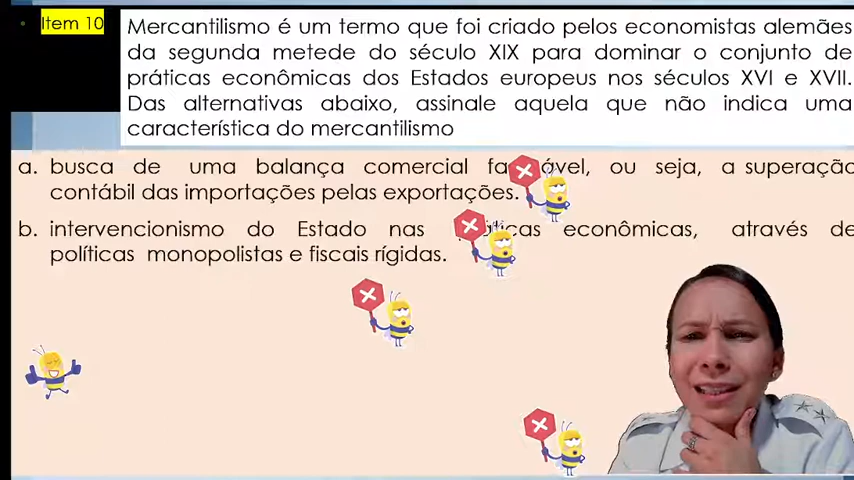 Item 10
Mercantilismo é um termo que foi criado pelos economistas alemães
da segunda metede do século XIX para dominar o conjunto de
práticas econômicas dos Estados europeus nos séculos XVI e XVII.
Das alternativas abaixo, assinale aquela que não indica uma
característica do mercantilismo
a. busca de uma balança comercial ou seja, a superação
contábil das importações pelas exportações.
b. intervencionismo do Estado nas econômicas, através de
políticas monopolistas e fiscais rígidas.